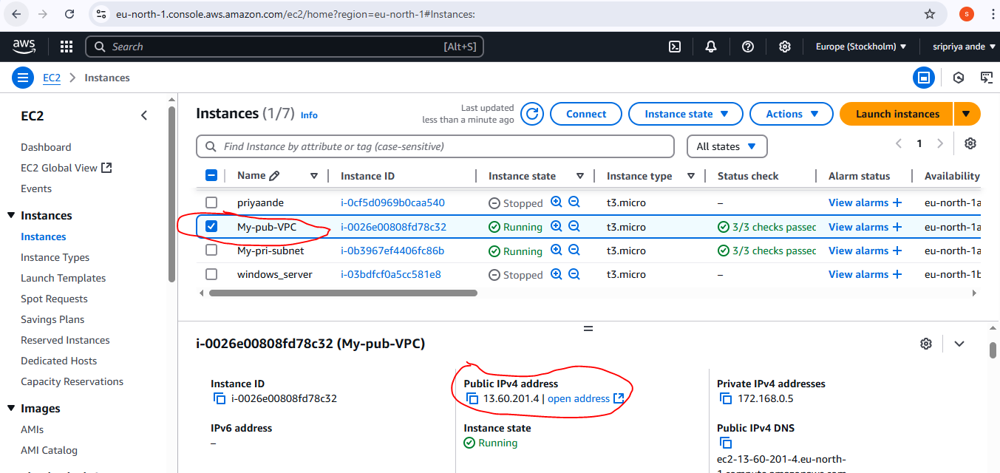 eu-north-1.console.aws.amazon.com/ec2/home?region=eu-north-1#Instances:
S
aws
Search
[Alt+S]
Europe (Stockholm)
sripriya ande
EC2
Instances
EC2
Dashboard
EC2 Global View
Events
Instances
Instances
Instance Types
Launch Templates
Spot Requests
Savings Plans
Reserved Instances
Dedicated Hosts
Capacity Reservations
Images
AMIs
AMI Catalog
Instances (1/7) Info
Last updated
less than a minute ago
Connect
Instance state
Actions
Launch instances
Find Instance by attribute or tag (case-sensitive)
All states
1
Name Instance ID Instance state Instance type Status check Alarm status Availability
priyaande i-0cf5d0969b0caa540 Stopped t3.micro – View alarms + eu-north-1a
My-pub-VPC i-0026e00808fd78c32 Running t3.micro 3/3 checks passed View alarms + eu-north-1a
My-pri-subnet i-0b3967ef4406fc86b Running t3.micro 3/3 checks passed View alarms + eu-north-1a
windows_server i-03bdfcf0a5cc581e8 Stopped t3.micro – View alarms + eu-north-1b
i-0026e00808fd78c32 (My-pub-VPC)
Instance ID
i-0026e00808fd78c32
IPv6 address
–
Public IPv4 address
13.60.201.4 | open address
Instance state
Running
Private IPv4 addresses
172.168.0.5
Public IPv4 DNS
ec2-13-60-201-4.eu-north-